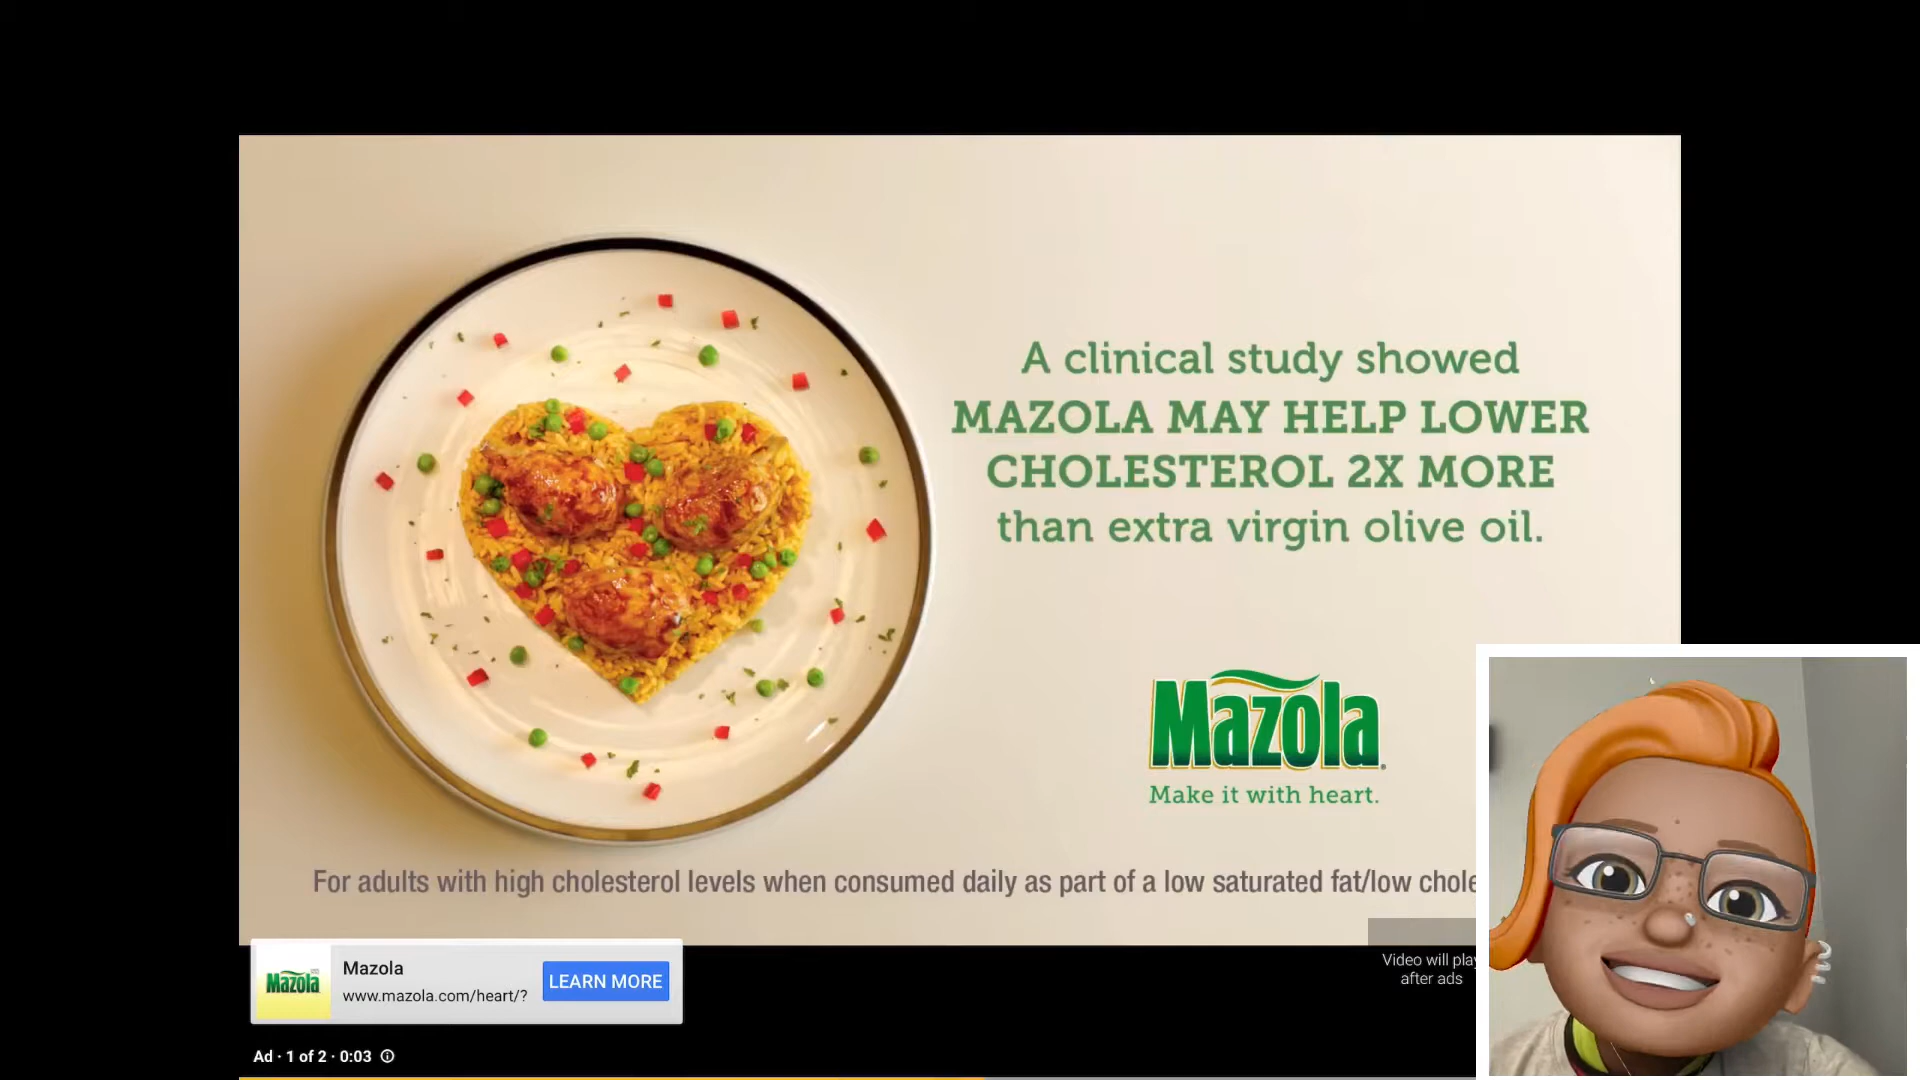 A clinical study showed
MAZOLA MAY HELP LOWER
CHOLESTEROL 2X MORE
than extra virgin olive oil.
Mazola
Make it with heart.
For adults with high cholesterol levels when consumed daily as part of a low saturated fat/low chole
Mazola
Mazola
www.mazola.com/heart/?
LEARN MORE
Video will play
after ads
Ad · 1 of 2 · 0:03